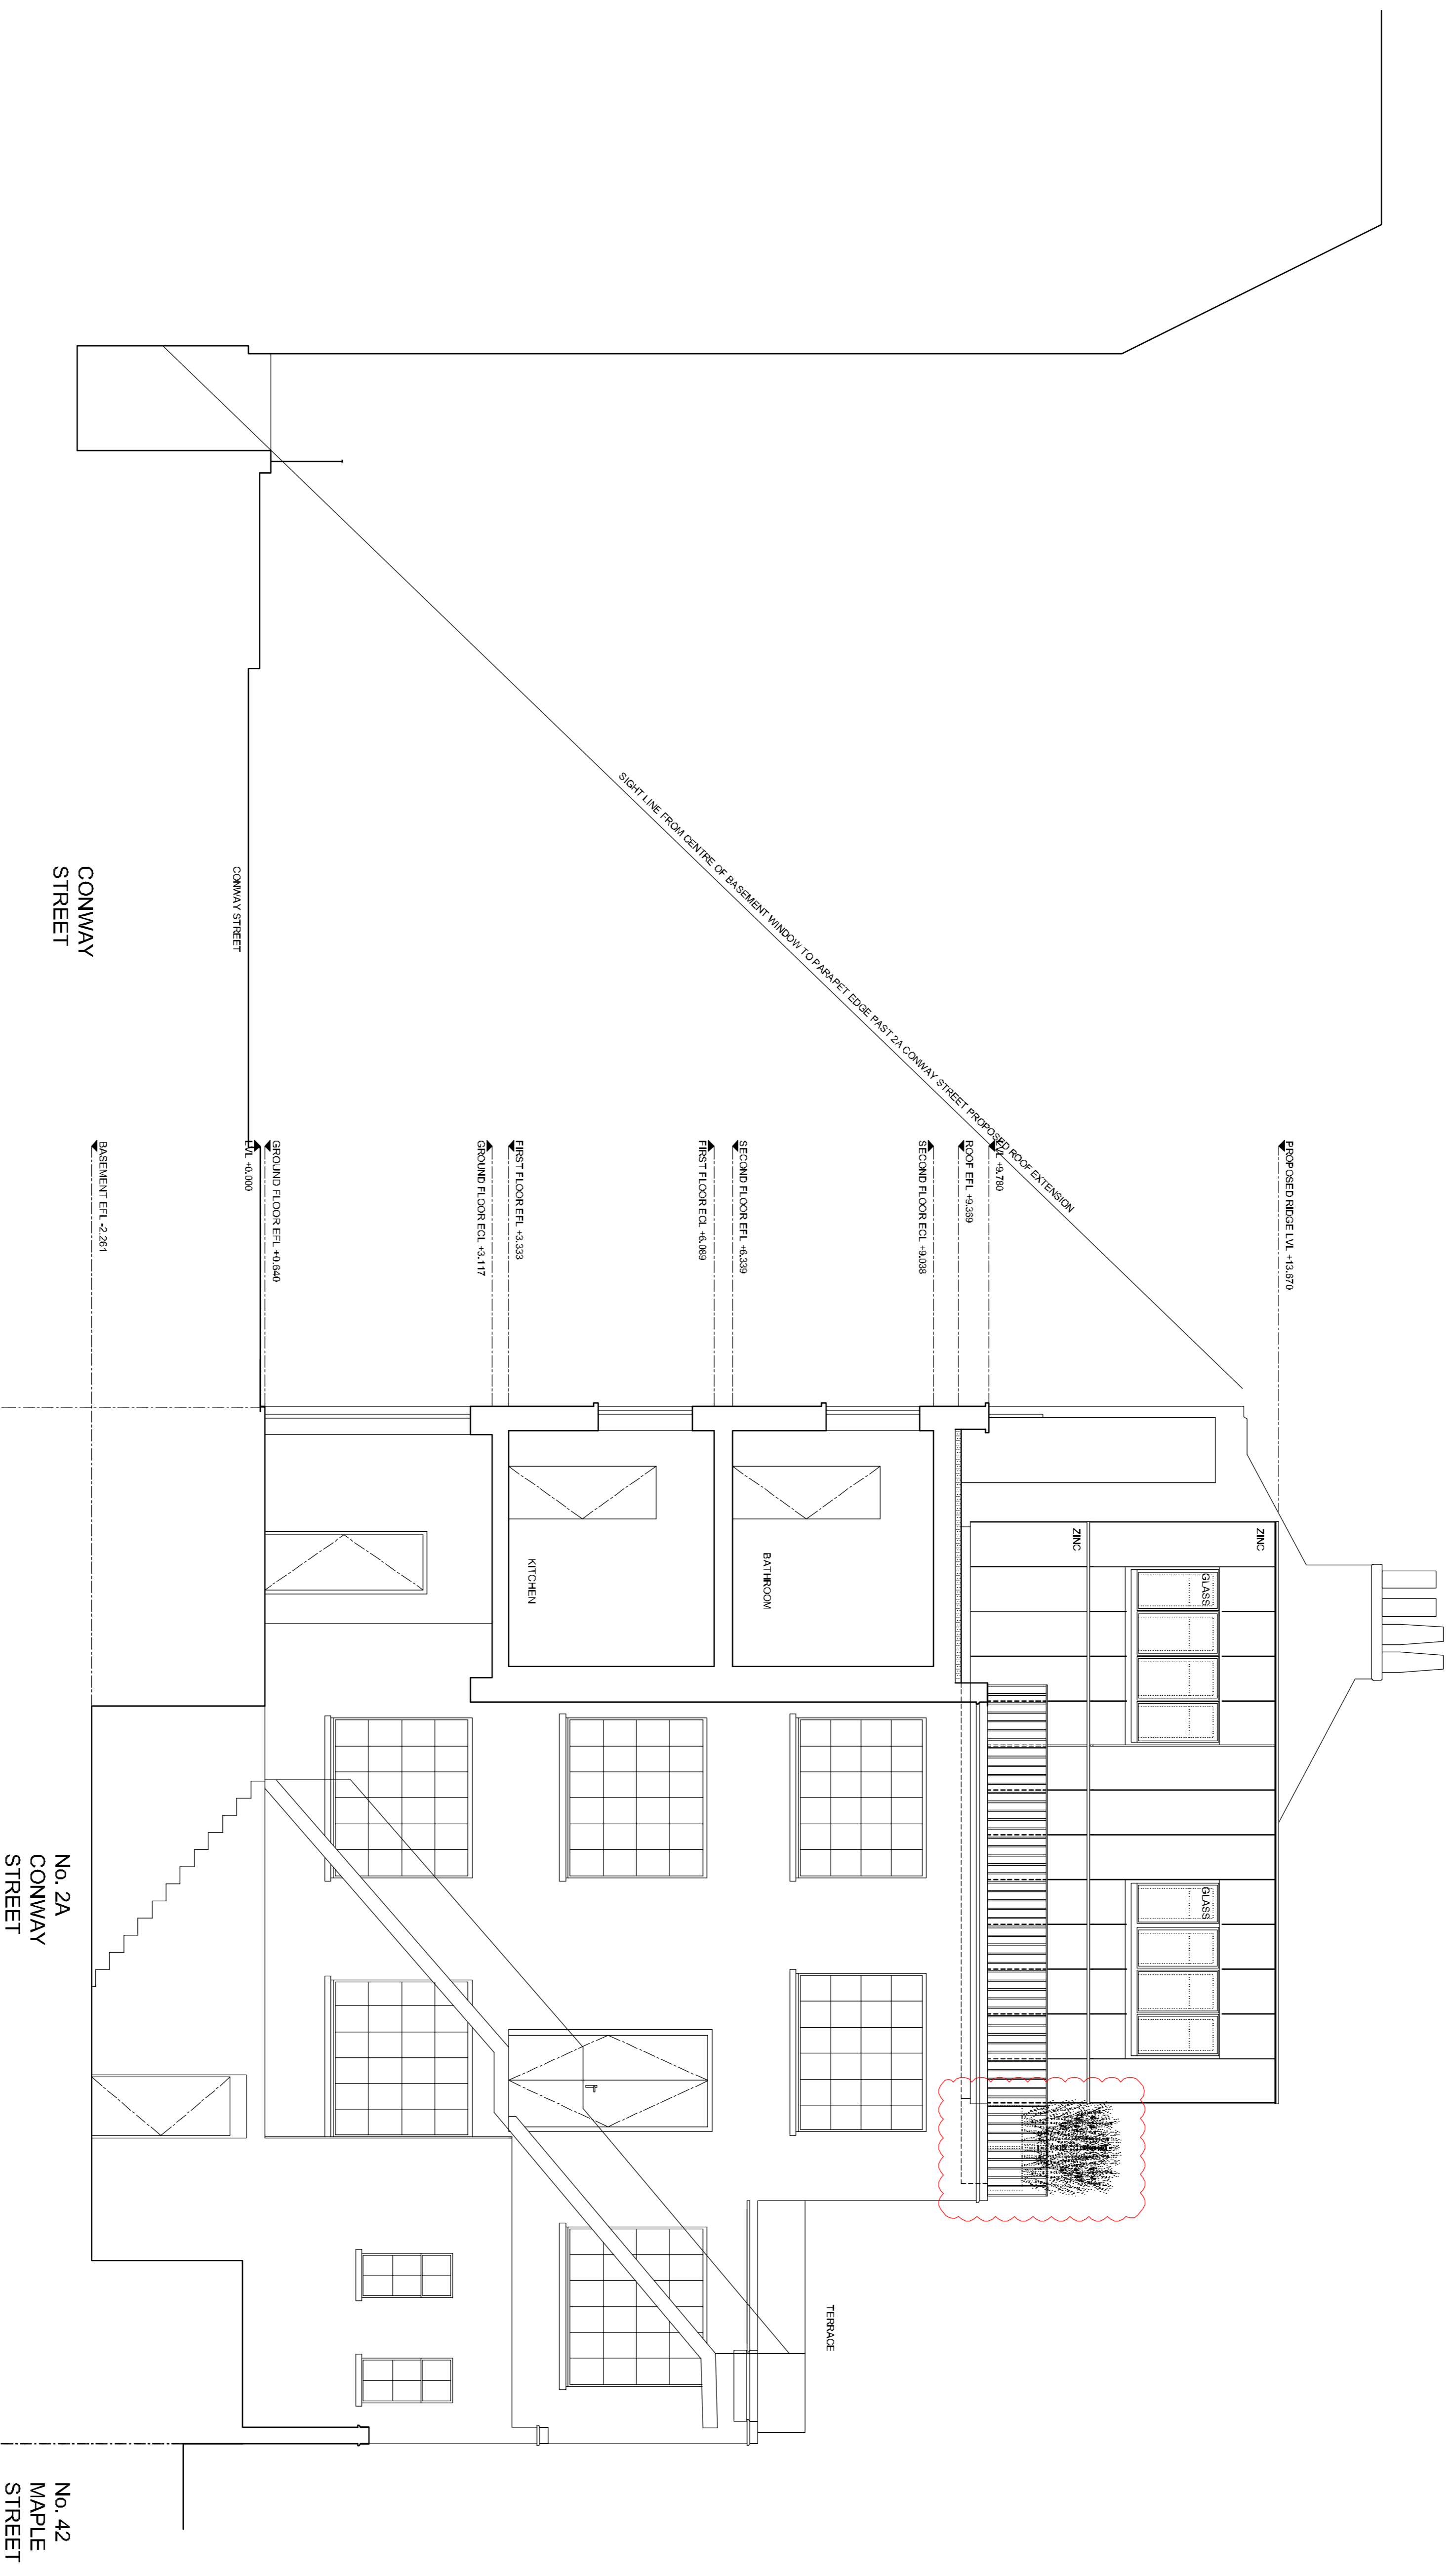 SIGHT LINE FROM CENTRE OF BASEMENT WINDOW TO PARAPET EDGE PAST 2A CONWAY STREET PROPOSED ROOF EXTENSION
PROPOSED RIDGE LVL +13.670
LVL +9.780
ROOF EFL +9.369
SECOND FLOOR ECL +9.038
SECOND FLOOR EFL +6.339
FIRST FLOOR ECL +6.089
FIRST FLOOR EFL +3.333
GROUND FLOOR ECL +3.117
GROUND FLOOR EFL +0.640
LVL +0.000
BASEMENT EFL -2.261
ZINC
ZINC
GLASS
GLASS
BATHROOM
KITCHEN
TERRACE
CONWAY STREET
CONWAY
STREET
No. 2A
CONWAY
STREET
No. 42
MAPLE
STREET